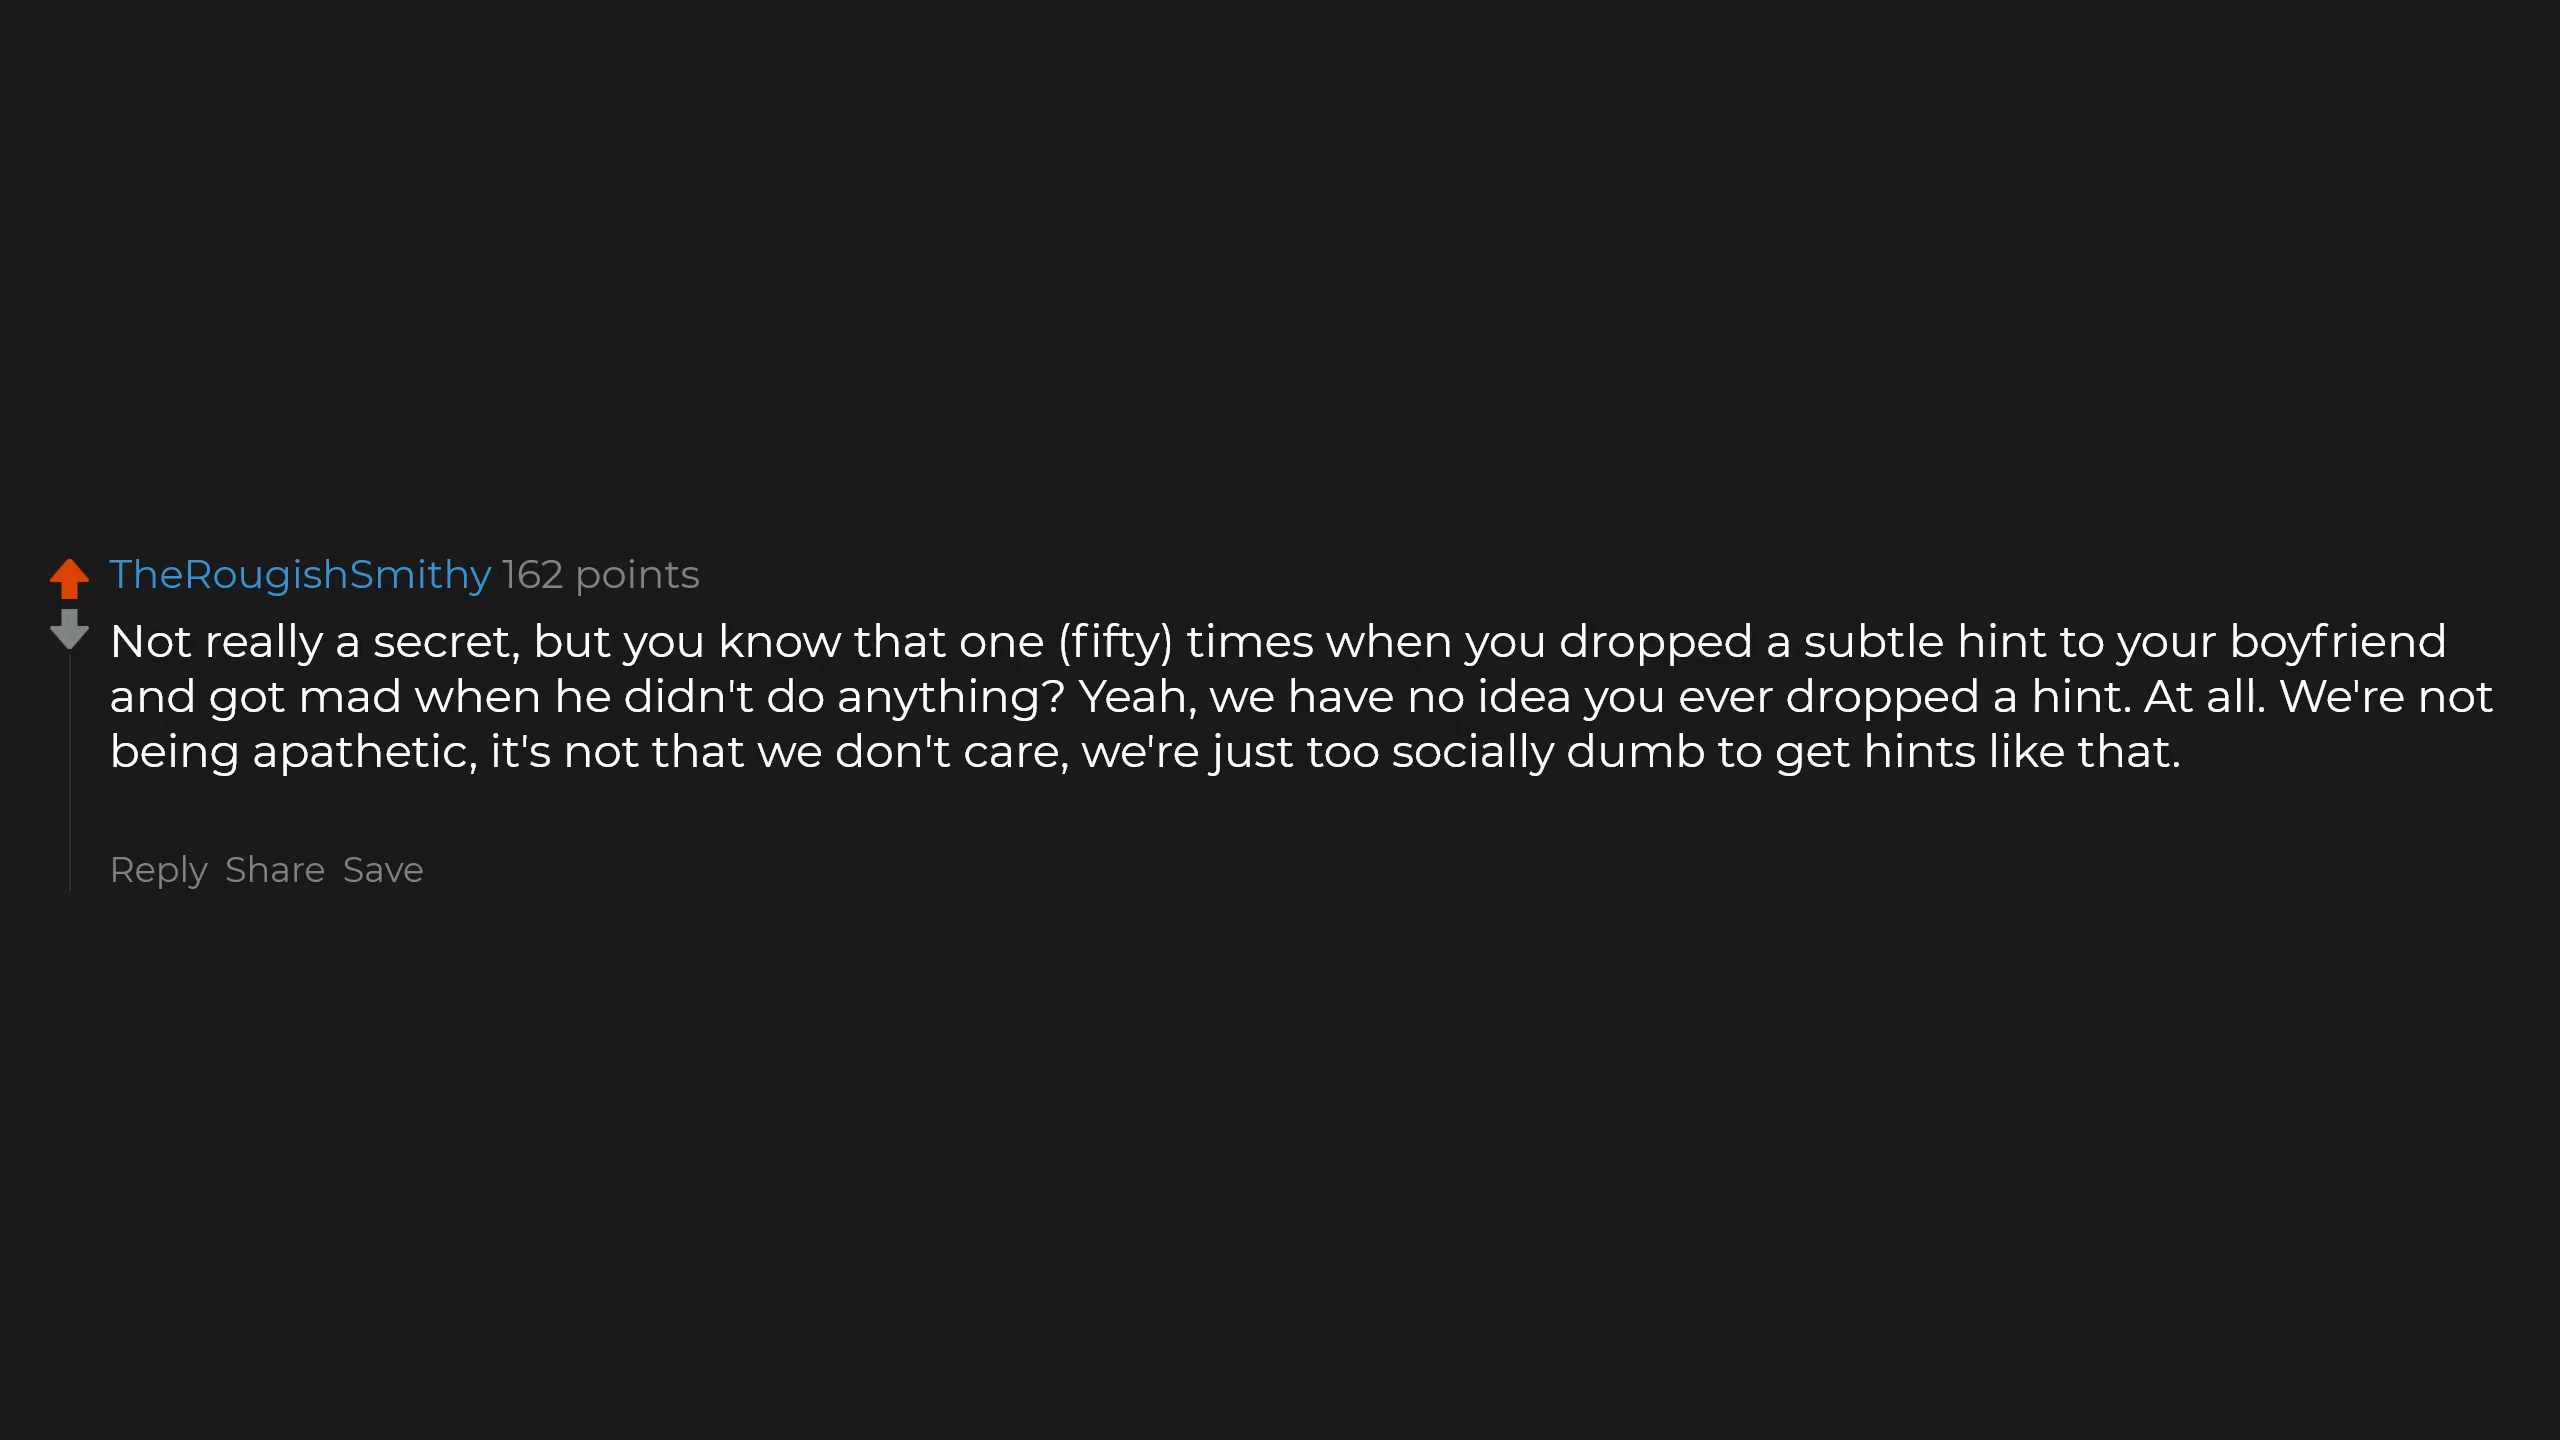 TheRougishSmithy 162 points
Not really a secret, but you know that one (fifty) times when you dropped a subtle hint to your boyfriend
and got mad when he didn't do anything? Yeah, we have no idea you ever dropped a hint. At all. We're not
being apathetic, it's not that we don't care, we're just too socially dumb to get hints like that.
Reply Share Save